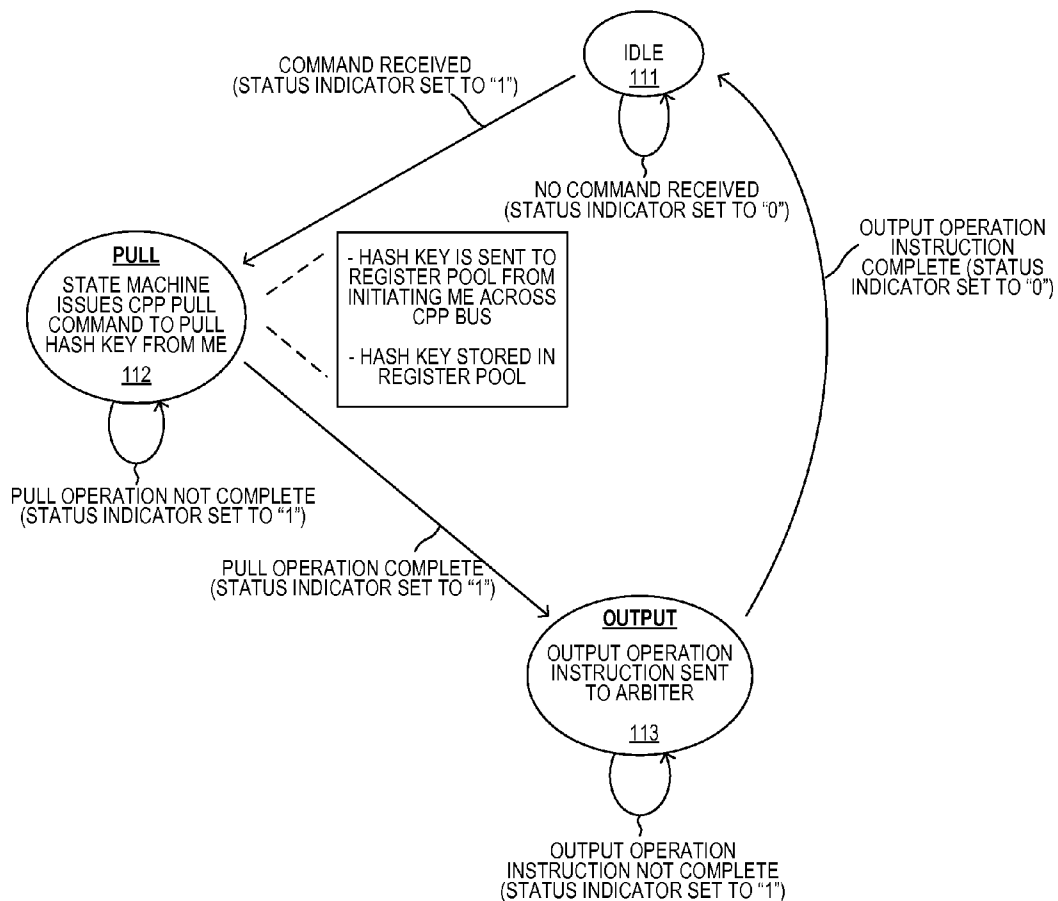 IDLE
111
COMMAND RECEIVED
(STATUS INDICATOR SET TO “1”)
NO COMMAND RECEIVED
(STATUS INDICATOR SET TO “0”)
OUTPUT OPERATION
INSTRUCTION
COMPLETE (STATUS
INDICATOR SET TO “0”)
PULL
STATE MACHINE
ISSUES CPP PULL
COMMAND TO PULL
HASH KEY FROM ME
112
- HASH KEY IS SENT TO
REGISTER POOL FROM
INITIATING ME ACROSS
CPP BUS
- HASH KEY STORED IN
REGISTER POOL
PULL OPERATION NOT COMPLETE
(STATUS INDICATOR SET TO “1”)
PULL OPERATION COMPLETE
(STATUS INDICATOR SET TO “1”)
OUTPUT
OUTPUT OPERATION
INSTRUCTION SENT
TO ARBITER
113
OUTPUT OPERATION
INSTRUCTION NOT COMPLETE
(STATUS INDICATOR SET TO “1”)